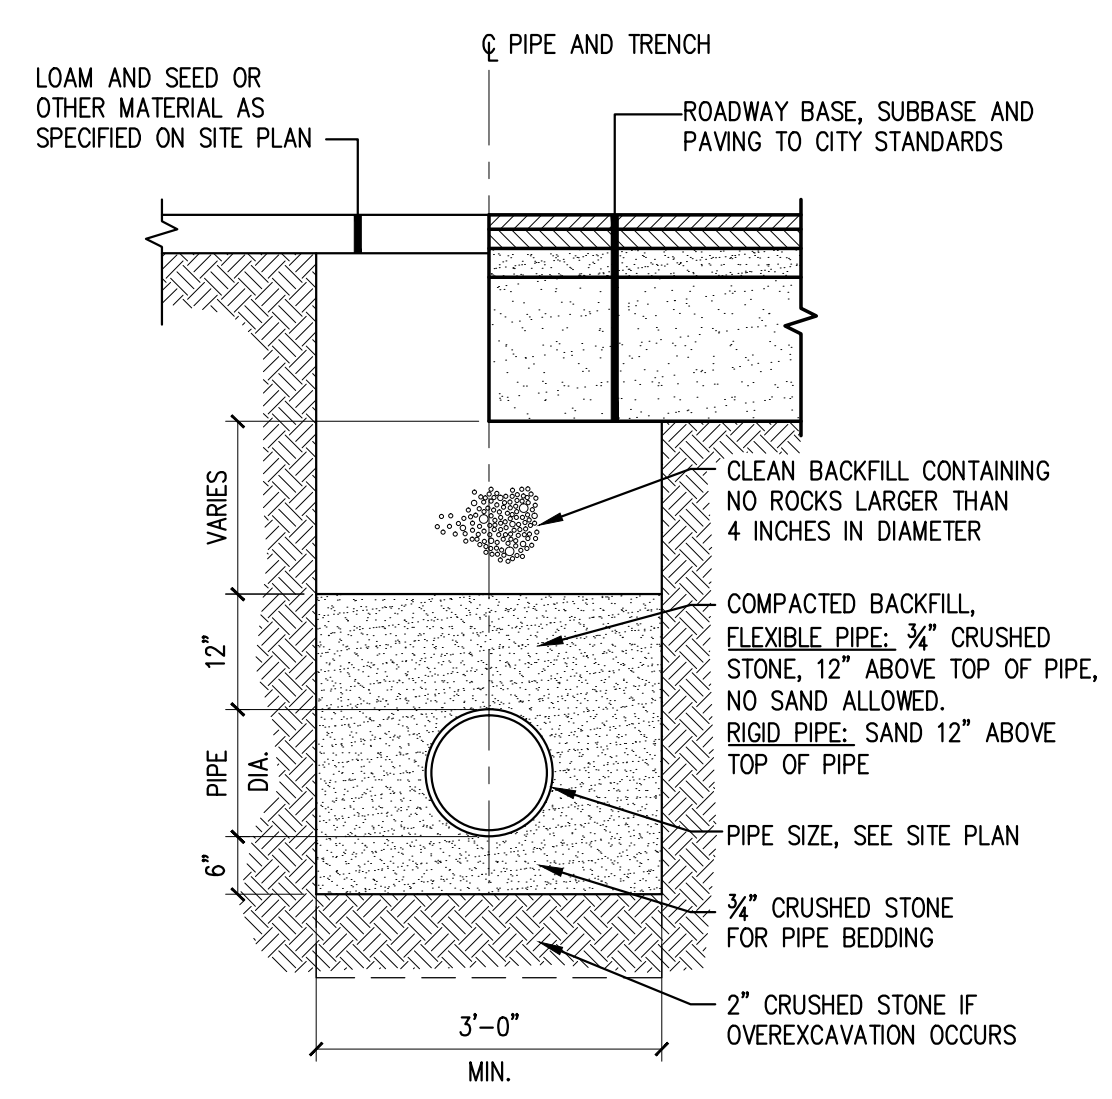 ℄ PIPE AND TRENCH
LOAM AND SEED OR
OTHER MATERIAL AS
SPECIFIED ON SITE PLAN
ROADWAY BASE, SUBBASE AND
PAVING TO CITY STANDARDS
VARIES
CLEAN BACKFILL CONTAINING
NO ROCKS LARGER THAN
4 INCHES IN DIAMETER
12"
COMPACTED BACKFILL,
FLEXIBLE PIPE: ¾" CRUSHED
STONE, 12" ABOVE TOP OF PIPE,
NO SAND ALLOWED.
RIGID PIPE: SAND 12" ABOVE
TOP OF PIPE
PIPE
DIA.
PIPE SIZE, SEE SITE PLAN
6"
¾" CRUSHED STONE
FOR PIPE BEDDING
2" CRUSHED STONE IF
OVEREXCAVATION OCCURS
3'-0"
MIN.